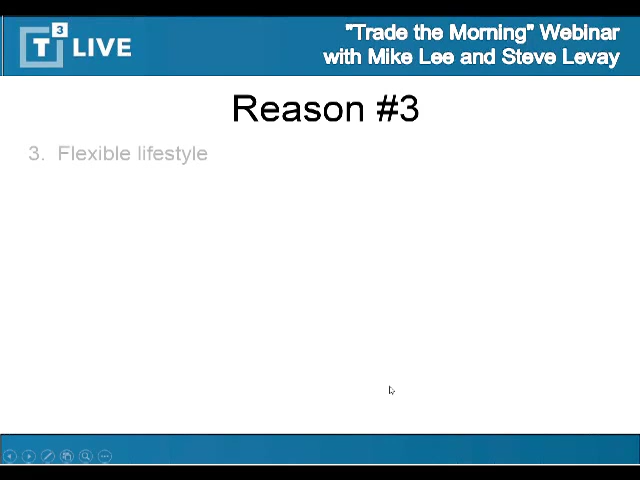 T3 LIVE
"Trade the Morning" Webinar
with Mike Lee and Steve Levay
Reason #3
3. Flexible lifestyle